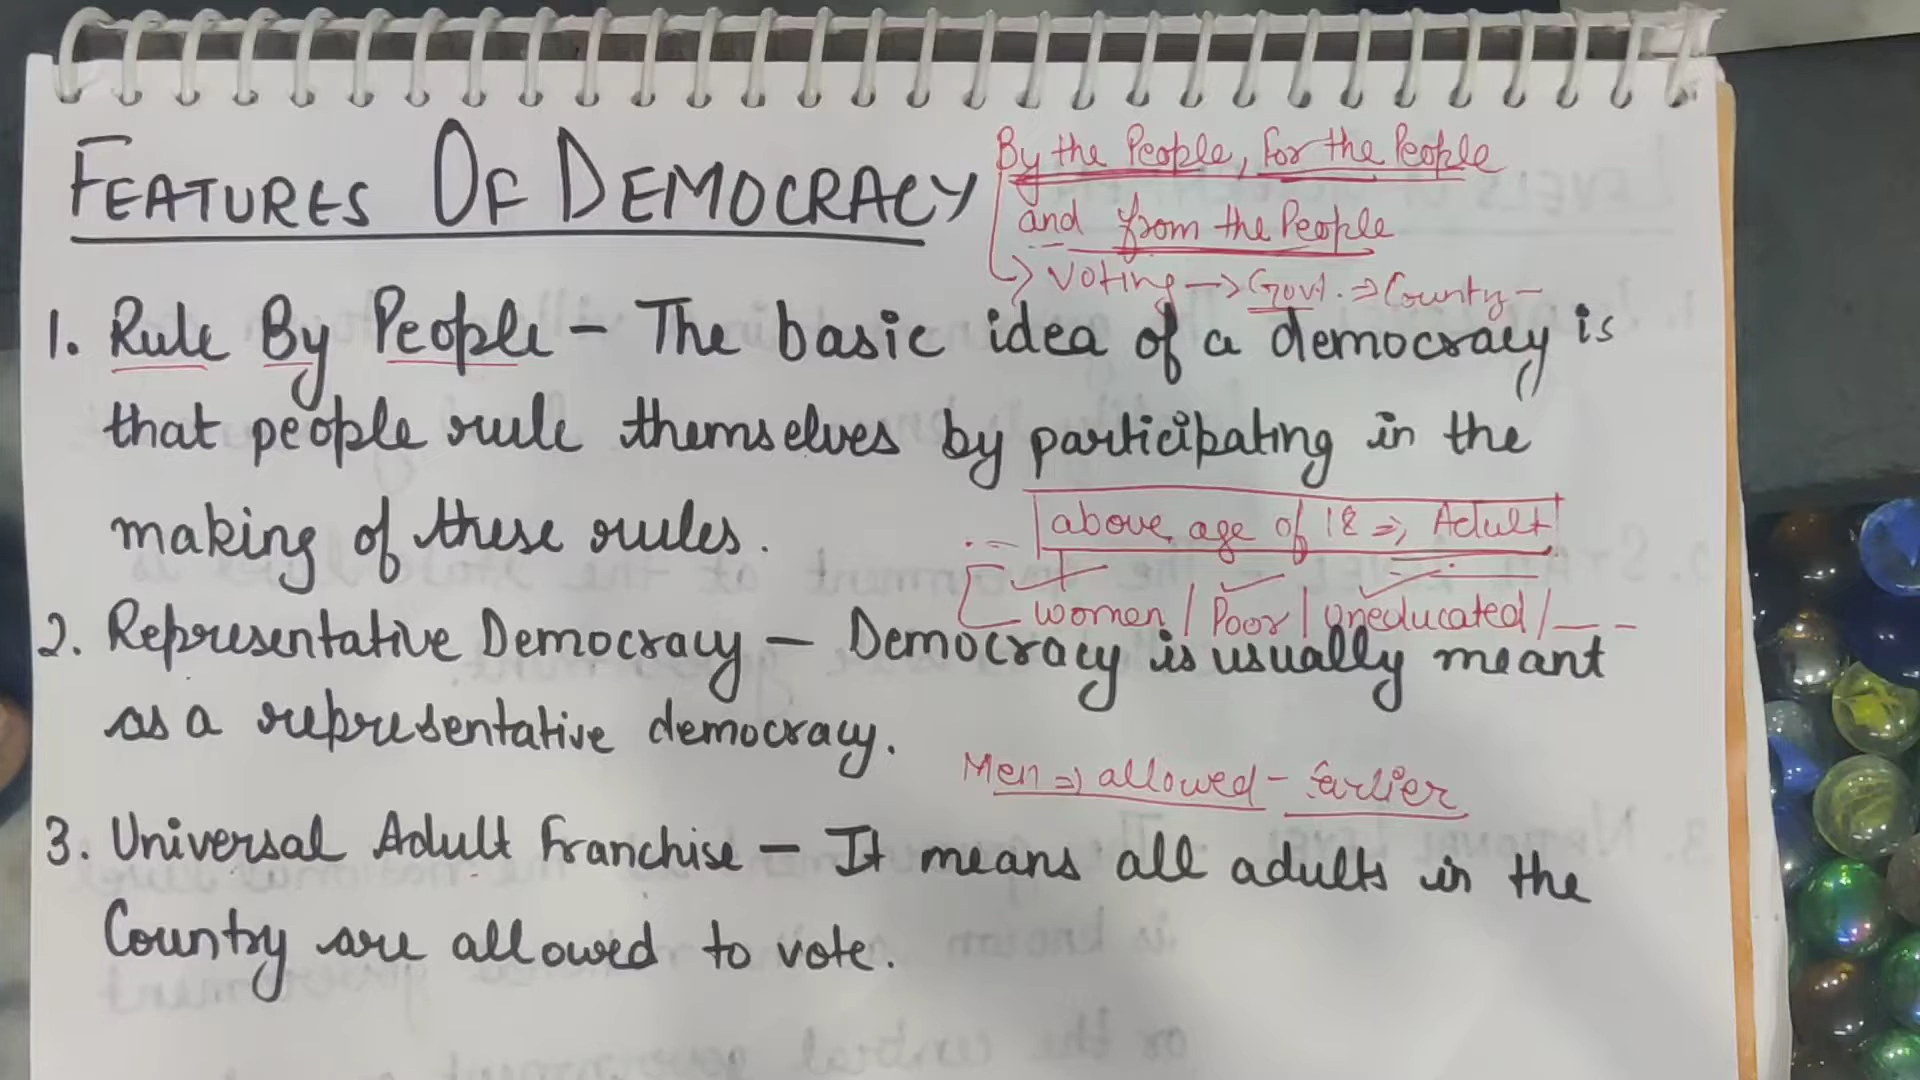 FEATURES OF DEMOCRACY
By the People, for the People
and from the People
→ Voting → Govt. ⇒ County -
1. Rule By People - The basic idea of a democracy is
that people rule themselves by participating in the
making of these rules.
above age of 18 ⇒ Adult
women / Poor / uneducated / _ _ _
2. Representative Democracy - Democracy is usually meant
as a representative democracy.
Men ⇒ allowed - Earlier
3. Universal Adult Franchise - It means all adults in the
Country are allowed to vote.